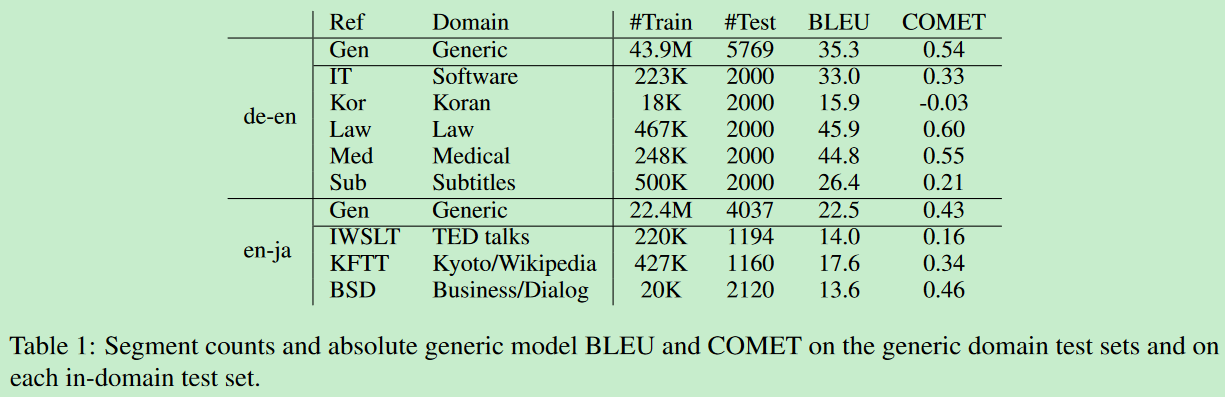 Ref Domain #Train #Test BLEU COMET
Gen Generic 43.9M 5769 35.3 0.54
IT Software 223K 2000 33.0 0.33
Kor Koran 18K 2000 15.9 -0.03
de-en
Law Law 467K 2000 45.9 0.60
Med Medical 248K 2000 44.8 0.55
Sub Subtitles 500K 2000 26.4 0.21
Gen Generic 22.4M 4037 22.5 0.43
IWSLT TED talks 220K 1194 14.0 0.16
en-ja
KFTT Kyoto/Wikipedia 427K 1160 17.6 0.34
BSD Business/Dialog 20K 2120 13.6 0.46
Table 1: Segment counts and absolute generic model BLEU and COMET on the generic domain test sets and on
each in-domain test set.